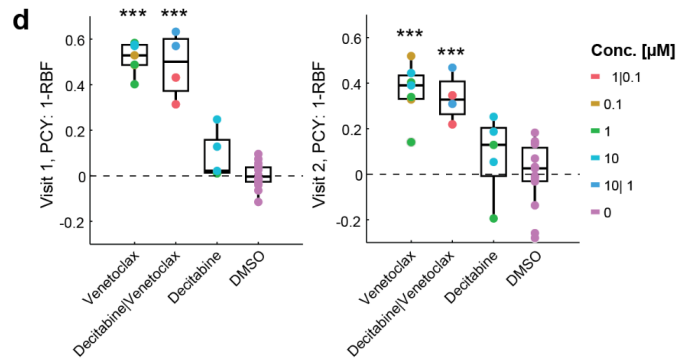 d
Visit 1, PCY: 1-RBF
0.6
0.4
0.2
0
-0.2
***
***
Venetoclax
Decitabine|Venetoclax
Decitabine
DMSO
Visit 2, PCY: 1-RBF
0.6
0.4
0.2
0
-0.2
***
***
Venetoclax
Decitabine|Venetoclax
Decitabine
DMSO
Conc. [µM]
1|0.1
0.1
1
10
10| 1
0